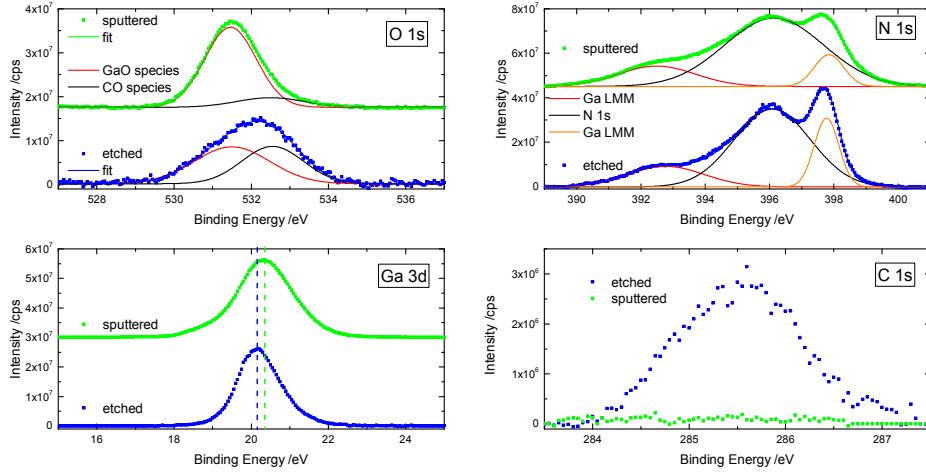 4x10⁷
3x10⁷
2x10⁷
1x10⁷
0
Intensity /cps
sputtered
fit
GaO species
CO species
etched
fit
O 1s
528
530
532
534
536
Binding Energy /eV
8x10⁷
6x10⁷
4x10⁷
2x10⁷
0
Intensity /cps
sputtered
Ga LMM
N 1s
Ga LMM
etched
N 1s
390
392
394
396
398
400
Binding Energy /eV
6x10⁷
5x10⁷
4x10⁷
3x10⁷
2x10⁷
1x10⁷
0
Intensity /cps
sputtered
etched
Ga 3d
16
18
20
22
24
Binding Energy /eV
3x10⁶
2x10⁶
1x10⁶
0
Intensity /cps
etched
sputtered
C 1s
284
285
286
287
Binding Energy /eV